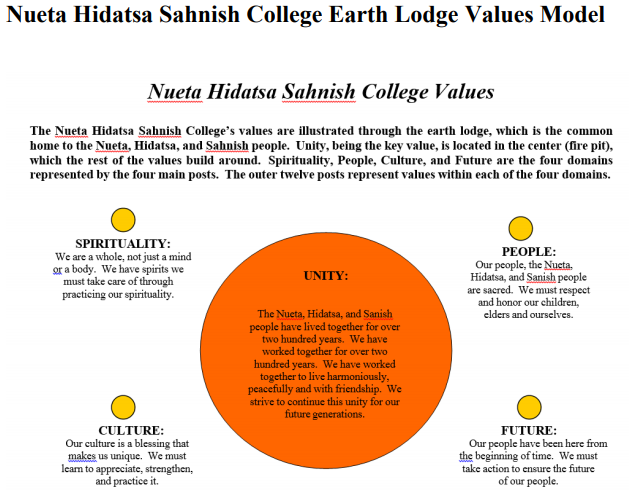 Nueta Hidatsa Sahnish College Earth Lodge Values Model
Nueta Hidatsa Sahnish College Values
The Nueta Hidatsa Sahnish College's values are illustrated through the earth lodge, which is the common
home to the Nueta, Hidatsa, and Sahnish people. Unity, being the key value, is located in the center (fire pit),
which the rest of the values build around. Spirituality, People, Culture, and Future are the four domains
represented by the four main posts. The outer twelve posts represent values within each of the four domains.
SPIRITUALITY:
We are a whole, not just a mind
or a body. We have spirits we
must take care of through
practicing our spirituality.
PEOPLE:
Our people, the Nueta,
Hidatsa, and Sanish people
are sacred. We must respect
and honor our children,
elders and ourselves.
UNITY:
The Nueta, Hidatsa, and Sanish
people have lived together for over
two hundred years. We have
worked together for over two
hundred years. We have worked
together to live harmoniously,
peacefully and with friendship. We
strive to continue this unity for our
future generations.
CULTURE:
Our culture is a blessing that
makes us unique. We must
learn to appreciate, strengthen,
and practice it.
FUTURE:
Our people have been here from
the beginning of time. We must
take action to ensure the future
of our people.